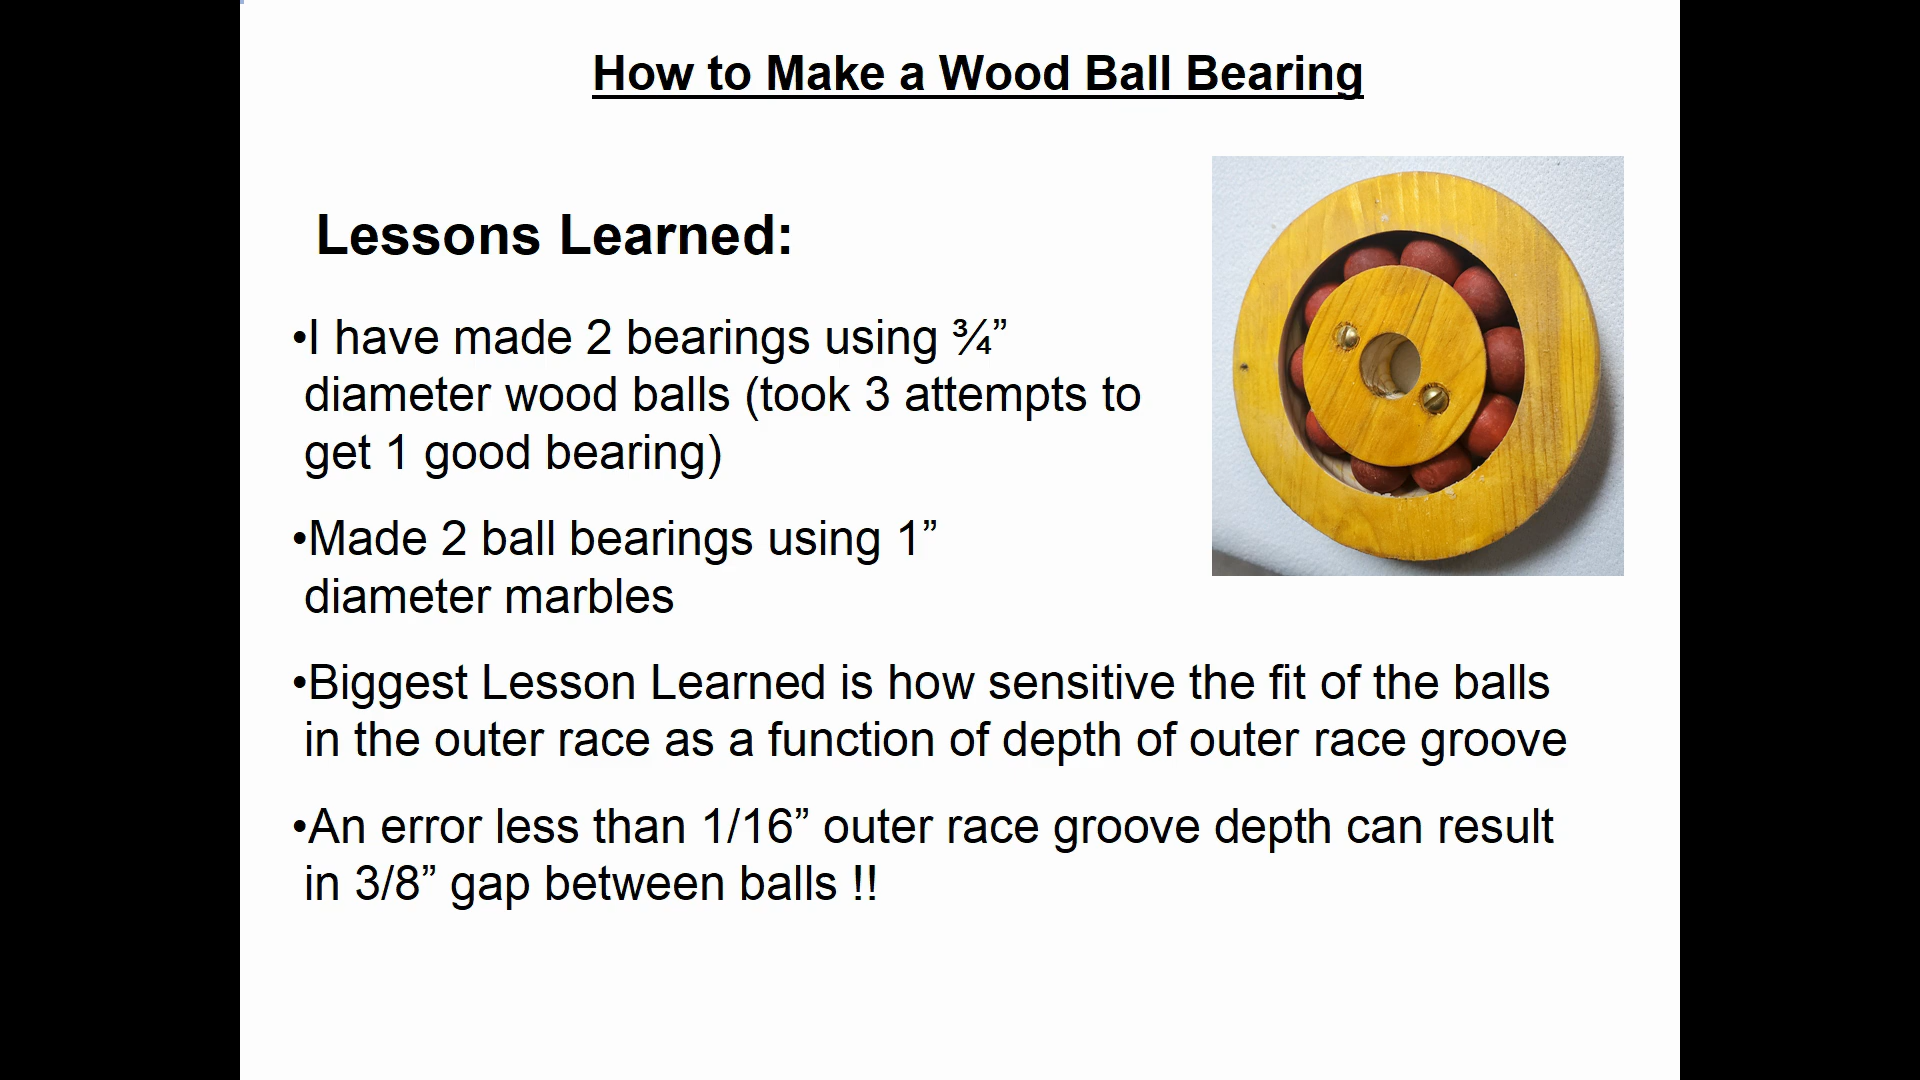 How to Make a Wood Ball Bearing
Lessons Learned:
•I have made 2 bearings using ¾”
diameter wood balls (took 3 attempts to
get 1 good bearing)
•Made 2 ball bearings using 1”
diameter marbles
•Biggest Lesson Learned is how sensitive the fit of the balls
in the outer race as a function of depth of outer race groove
•An error less than 1/16” outer race groove depth can result
in 3/8” gap between balls !!